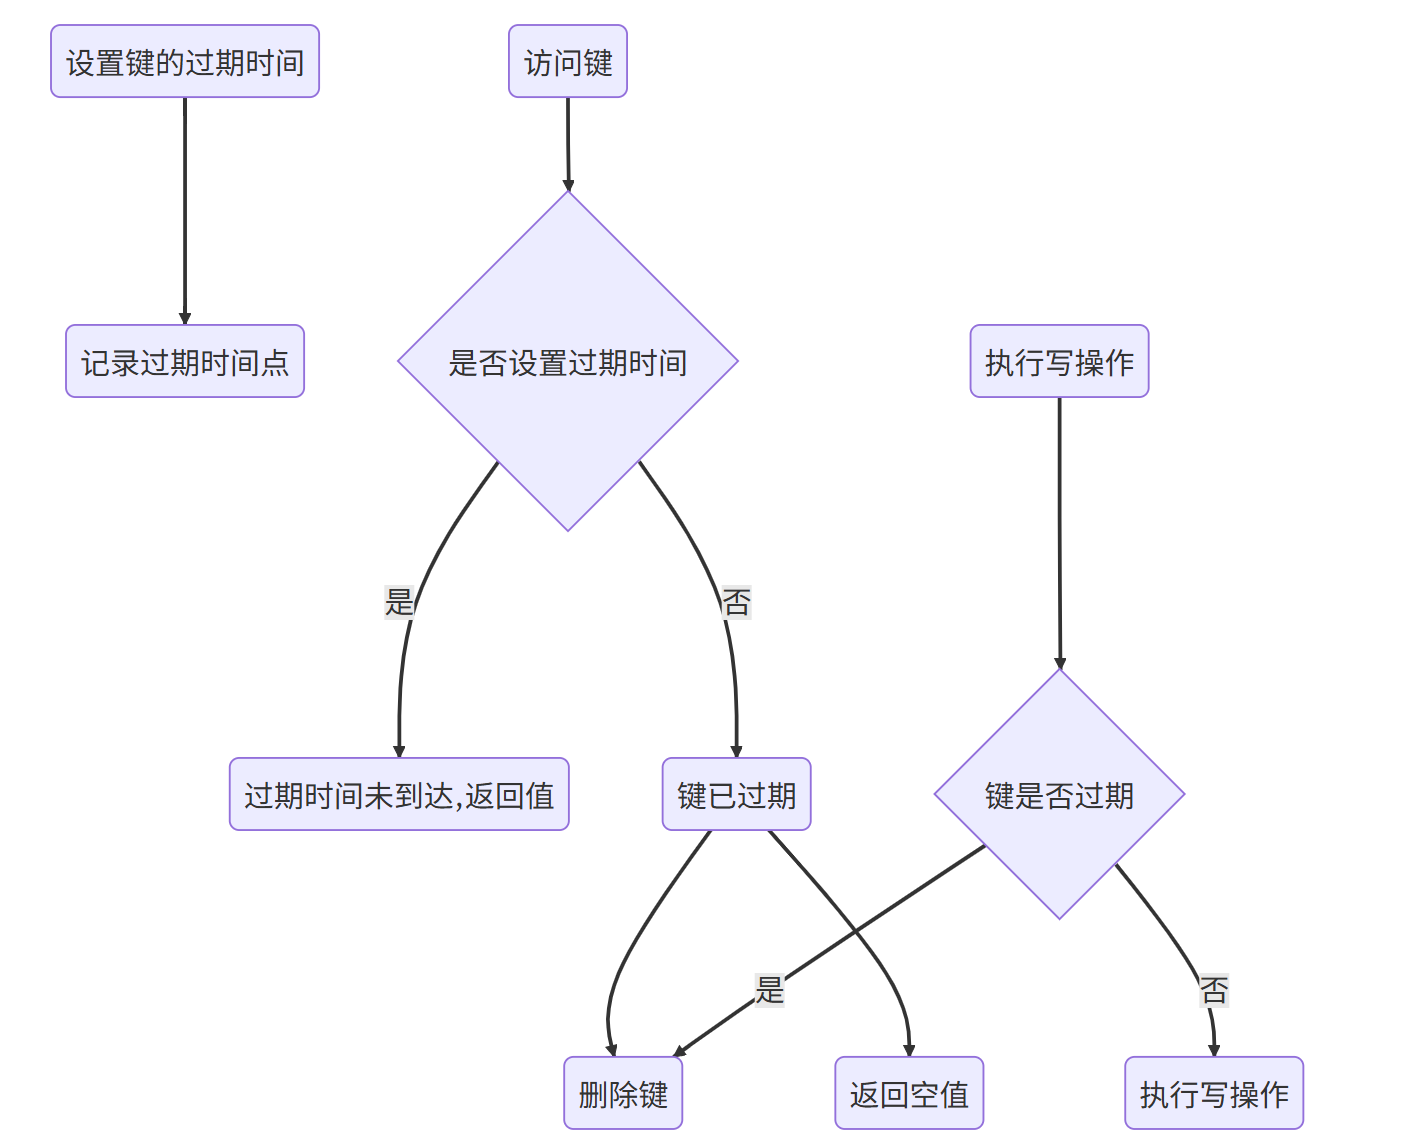 设置键的过期时间
访问键
记录过期时间点
是否设置过期时间
执行写操作
是
否
过期时间未到达,返回值
键已过期
键是否过期
是
否
删除键
返回空值
执行写操作